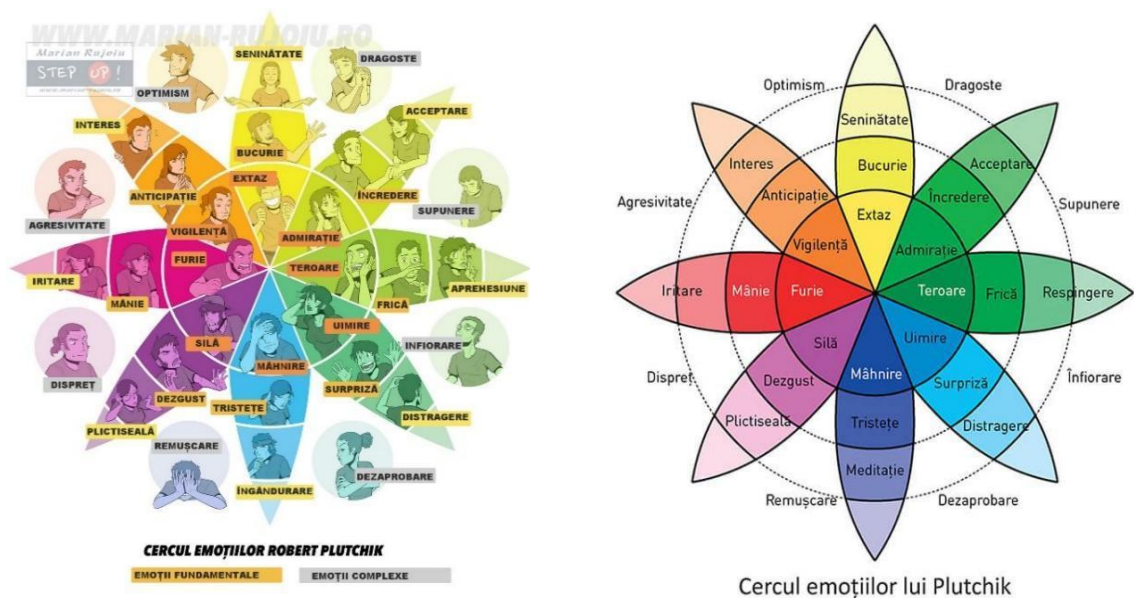 WWW.MARIAN-RUJOIU.RO
Marian Rujoiu
STEP UP!
SENINĂTATE
DRAGOSTE
OPTIMISM
ACCEPTARE
INTERES
BUCURIE
EXTAZ
ANTICIPAȚIE
ÎNCREDERE
SUPUNERE
AGRESIVITATE
VIGILENȚĂ
ADMIRAȚIE
FURIE
TEROARE
IRITARE
MÂNIE
FRICĂ
APREHESIUNE
UIMIRE
SILĂ
INFIORARE
MÂHNIRE
DISPREȚ
SURPRIZĂ
DEZGUST
TRISTEȚE
DISTRAGERE
PLICTISEALĂ
REMUȘCARE
DEZAPROBARE
ÎNGÂNDURARE
CERCUL EMOȚIILOR ROBERT PLUTCHIK
EMOȚII FUNDAMENTALE
EMOȚII COMPLEXE
Optimism
Dragoste
Seninătate
Interes
Bucurie
Acceptare
Anticipație
Încredere
Agresivitate
Supunere
Extaz
Vigilență
Admirație
Iritare
Mânie
Furie
Teroare
Frică
Respingere
Silă
Uimire
Dispreț
Dezgust
Mâhnire
Surpriză
Înfiorare
Plictiseală
Tristețe
Distragere
Meditație
Remușcare
Dezaprobare
Cercul emoțiilor lui Plutchik